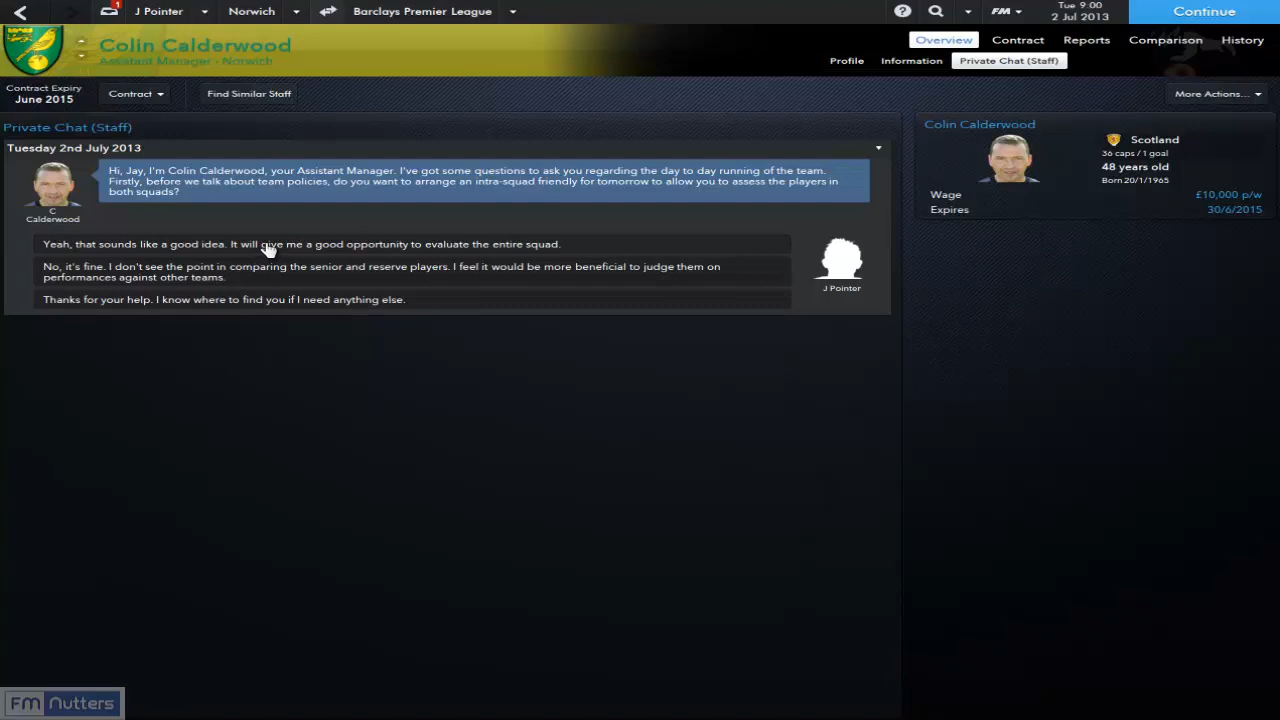 1
J Pointer
Norwich
Barclays Premier League
?
FM
Tue 9:00
2 Jul 2013
Continue
Colin Calderwood
Assistant Manager - Norwich
Overview
Contract
Reports
Comparison
History
Profile
Information
Private Chat (Staff)
Contract Expiry
June 2015
Contract
Find Similar Staff
More Actions...
Private Chat (Staff)
Tuesday 2nd July 2013
Hi, Jay, I'm Colin Calderwood, your Assistant Manager. I've got some questions to ask you regarding the day to day running of the team.
Firstly, before we talk about team policies, do you want to arrange an intra-squad friendly for tomorrow to allow you to assess the players in
both squads?
C
Calderwood
Yeah, that sounds like a good idea. It will give me a good opportunity to evaluate the entire squad.
No, it's fine. I don't see the point in comparing the senior and reserve players. I feel it would be more beneficial to judge them on
performances against other teams.
Thanks for your help. I know where to find you if I need anything else.
J Pointer
Colin Calderwood
Scotland
36 caps / 1 goal
48 years old
Born 20/1/1965
Wage
£10,000 p/w
Expires
30/6/2015
FM Nutters